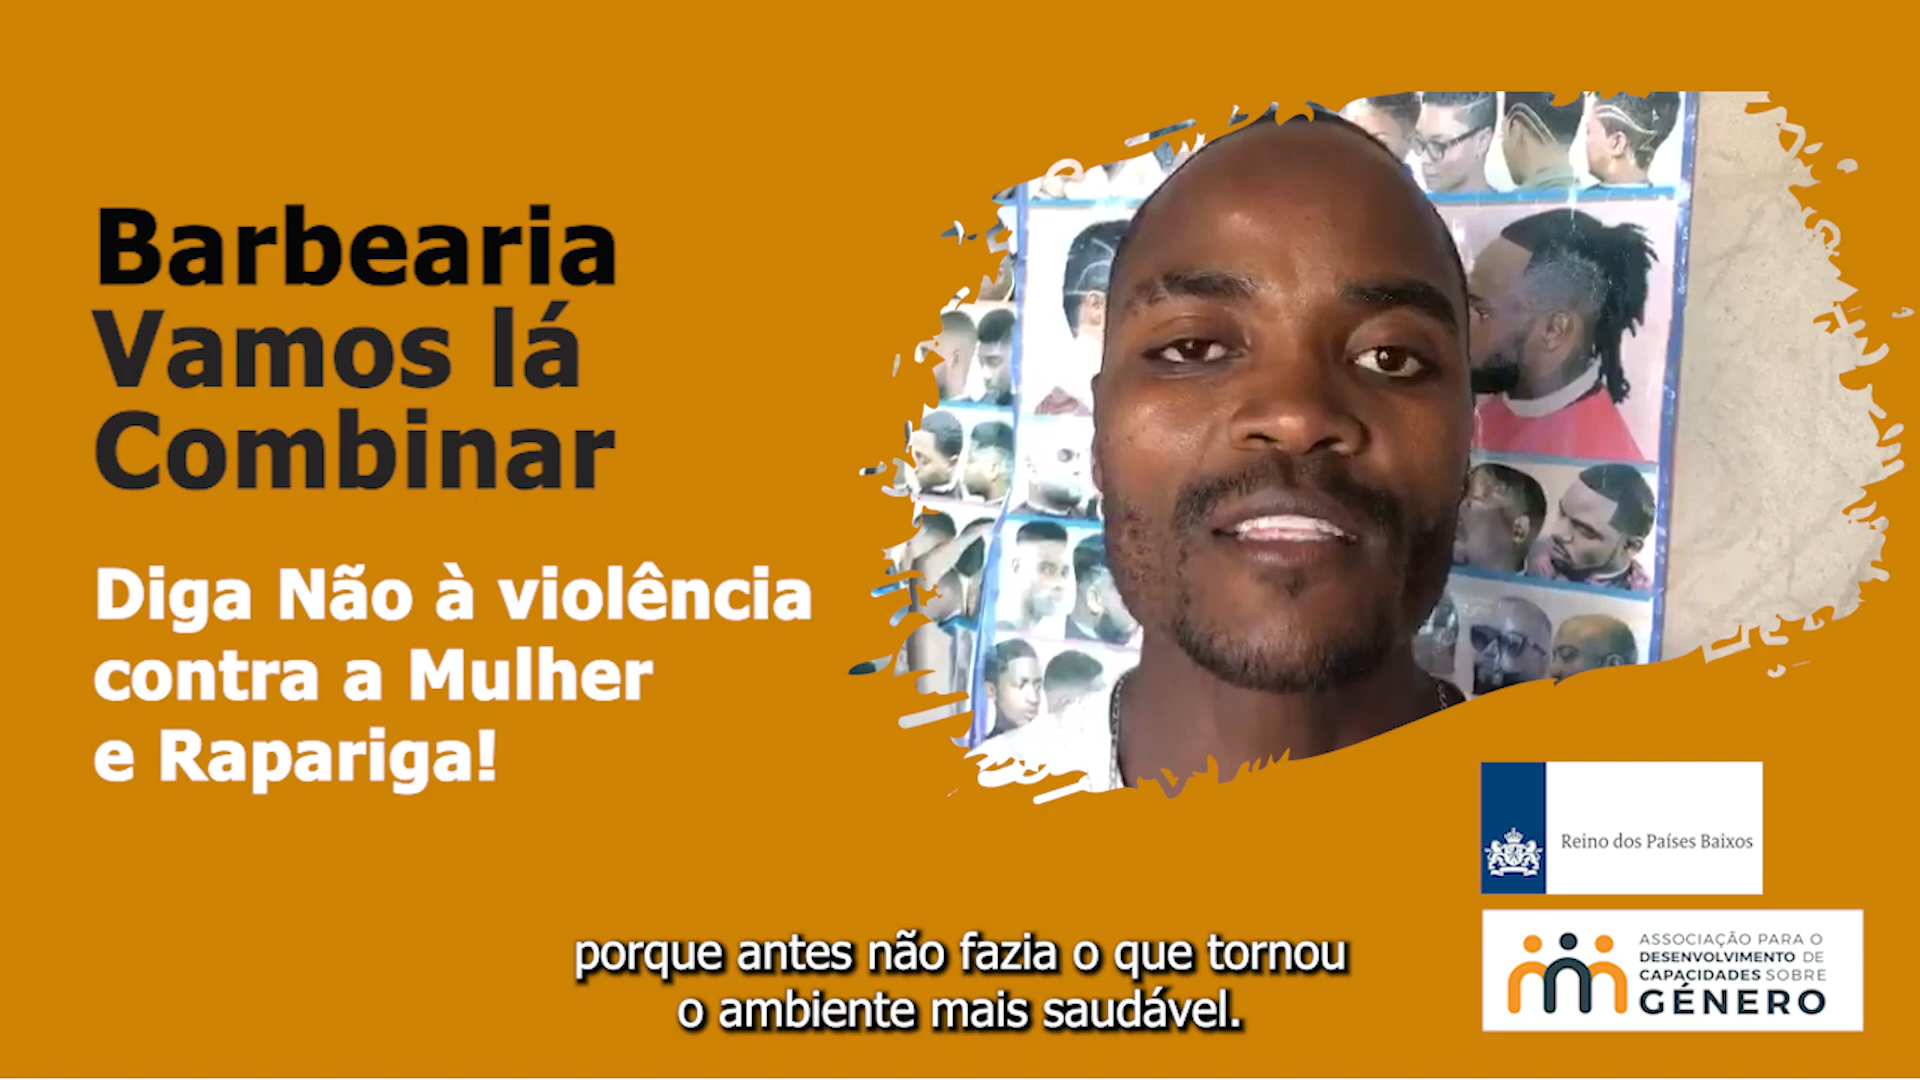 Barbearia
Vamos lá
Combinar
Diga Não à violência
contra a Mulher
e Rapariga!
Reino dos Países Baixos
ASSOCIAÇÃO PARA O
DESENVOLVIMENTO DE
CAPACIDADES SOBRE
GÉNERO
porque antes não fazia o que tornou
o ambiente mais saudável.